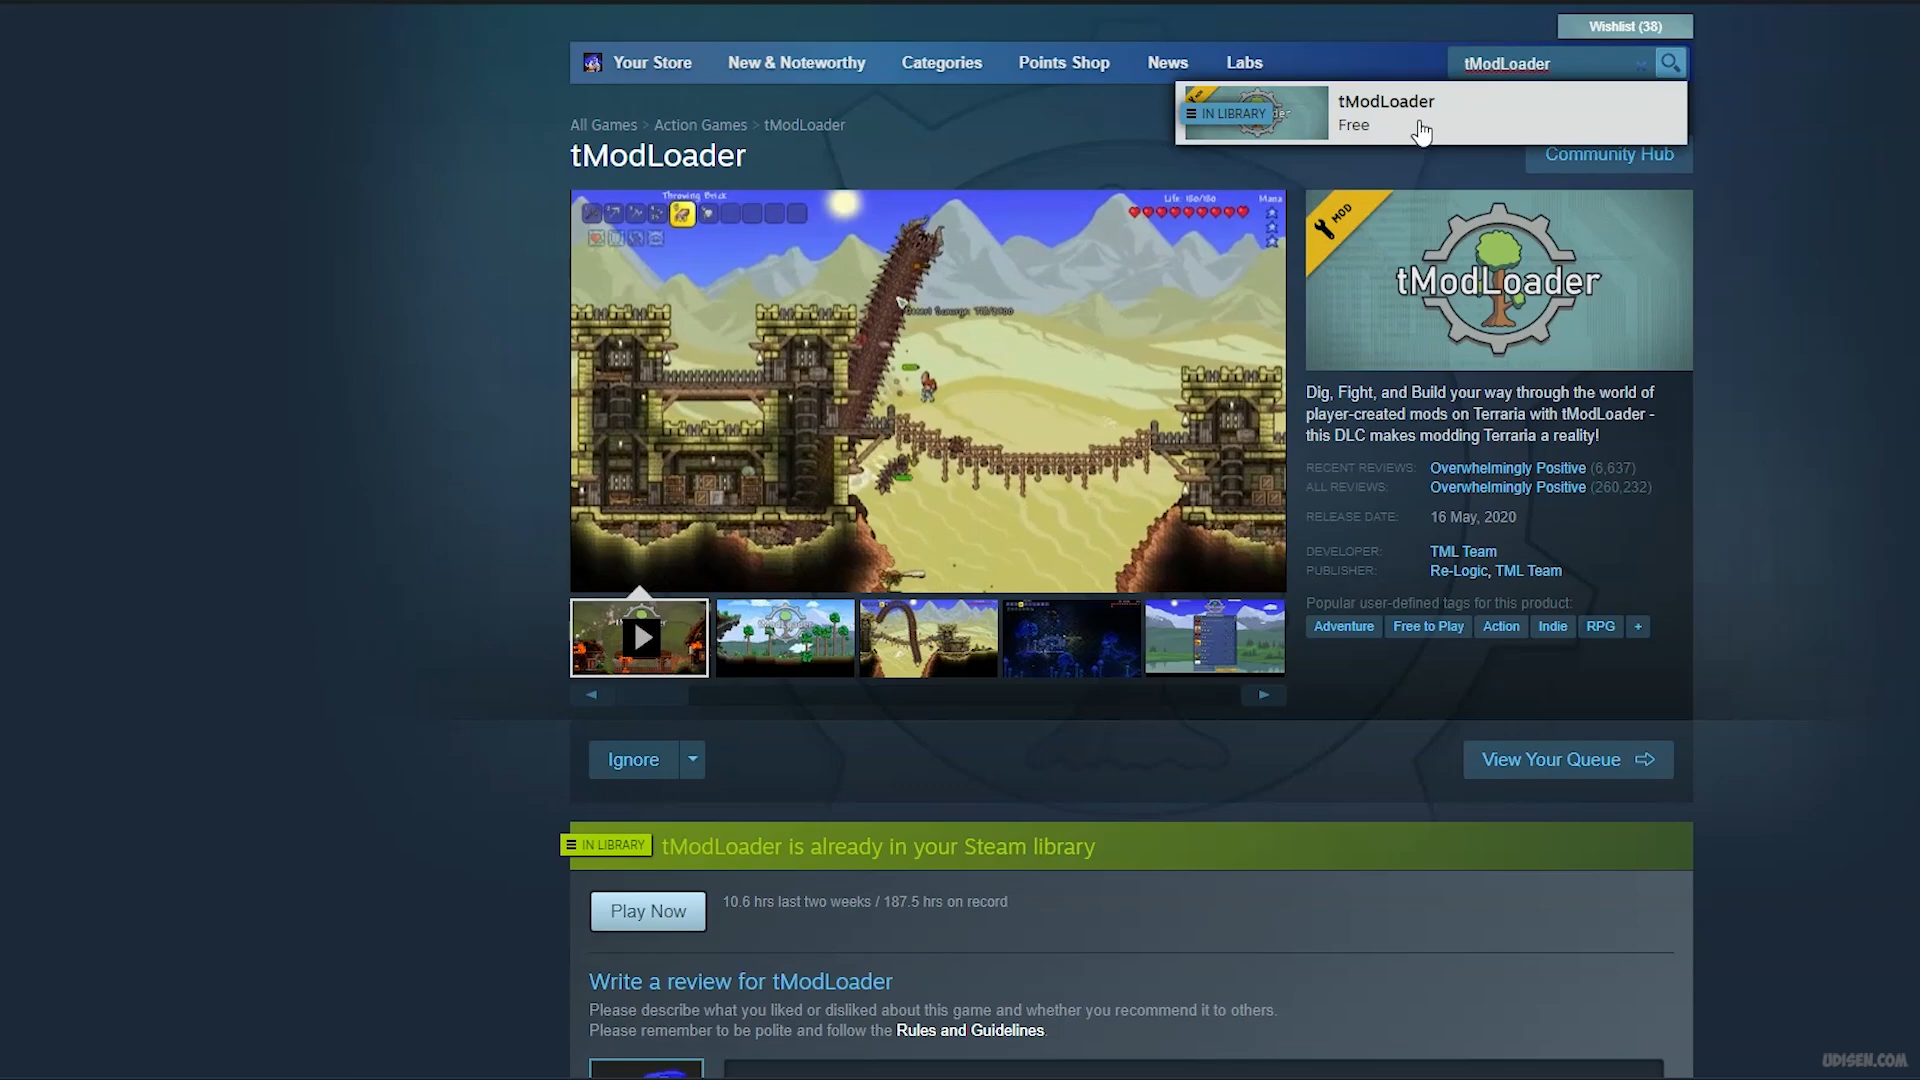 Wishlist (38)
Your Store
New & Noteworthy
Categories
Points Shop
News
Labs
tModLoader
IN LIBRARY
tModLoader
Free
All Games > Action Games > tModLoader
tModLoader
Community Hub
Throwing Brick
Life: 180/180
Mana
MOD
tModLoader
Dig, Fight, and Build your way through the world of
player-created mods on Terraria with tModLoader -
this DLC makes modding Terraria a reality!
RECENT REVIEWS: Overwhelmingly Positive (6,637)
ALL REVIEWS: Overwhelmingly Positive (260,232)
RELEASE DATE: 16 May, 2020
DEVELOPER: TML Team
PUBLISHER: Re-Logic, TML Team
Popular user-defined tags for this product:
Adventure Free to Play Action Indie RPG +
Ignore
View Your Queue
IN LIBRARY
tModLoader is already in your Steam library
Play Now
10.6 hrs last two weeks / 187.5 hrs on record
Write a review for tModLoader
Please describe what you liked or disliked about this game and whether you recommend it to others.
Please remember to be polite and follow the Rules and Guidelines.
UDISEN.COM